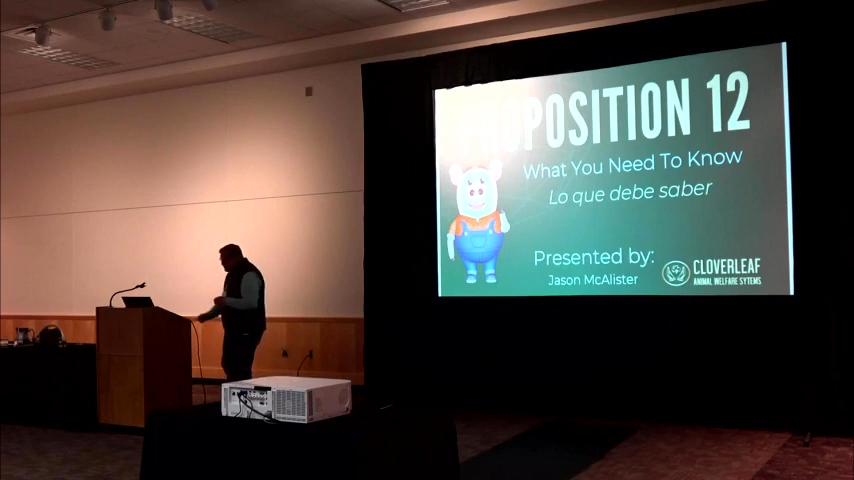 PROPOSITION 12
What You Need To Know
Lo que debe saber
Presented by:
Jason McAlister
CLOVERLEAF
ANIMAL WELFARE SYTEMS